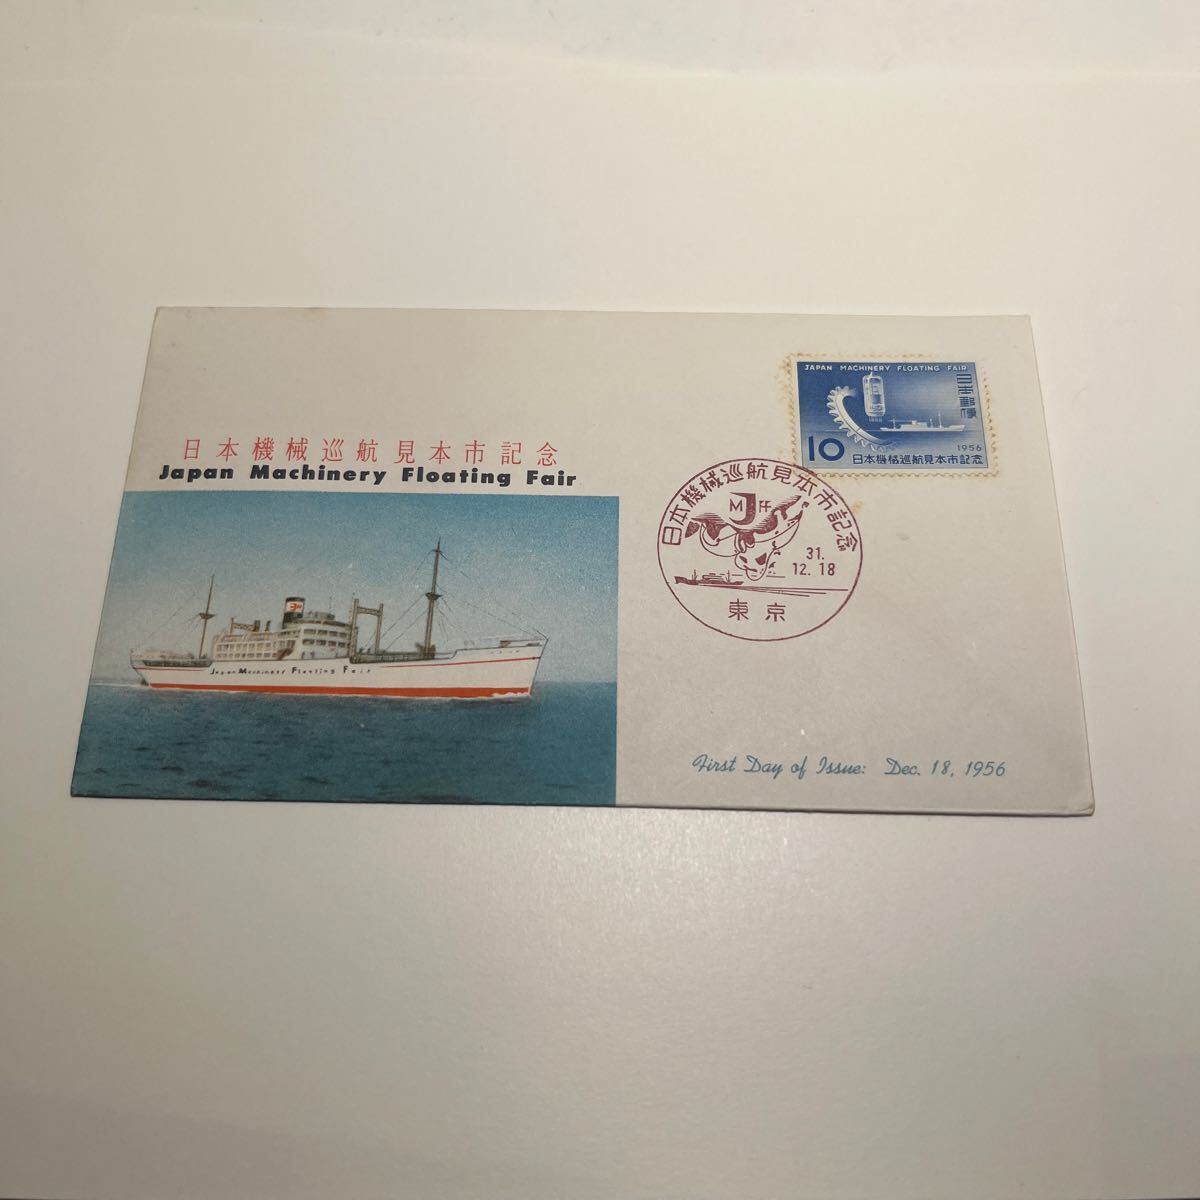 日本機械巡航見本市記念
Japan Machinery Floating Fair
Japan Machinery Floating Fair
JAPAN MACHINERY FLOATING FAIR
日本郵便
10
1956
日本機械巡航見本市記念
日本機械巡航見本市記念
M J FF
31.
12.18
東京
First Day of Issue: Dec. 18, 1956